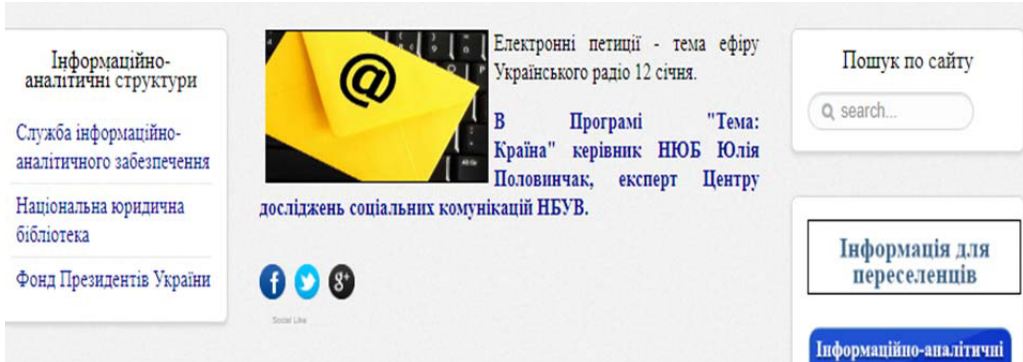 Інформаційно-
аналітичні структури
Служба інформаційно-
аналітичного забезпечення
Національна юридична
бібліотека
Фонд Президентів України
Електронні петиції - тема ефіру
Українського радіо 12 січня.
В Програмі "Тема:
Країна" керівник НЮБ Юлія
Половинчак, експерт Центру
досліджень соціальних комунікацій НБУВ.
Social Like
Пошук по сайту
search...
Інформація для
переселенців
Інформаційно-аналітичні